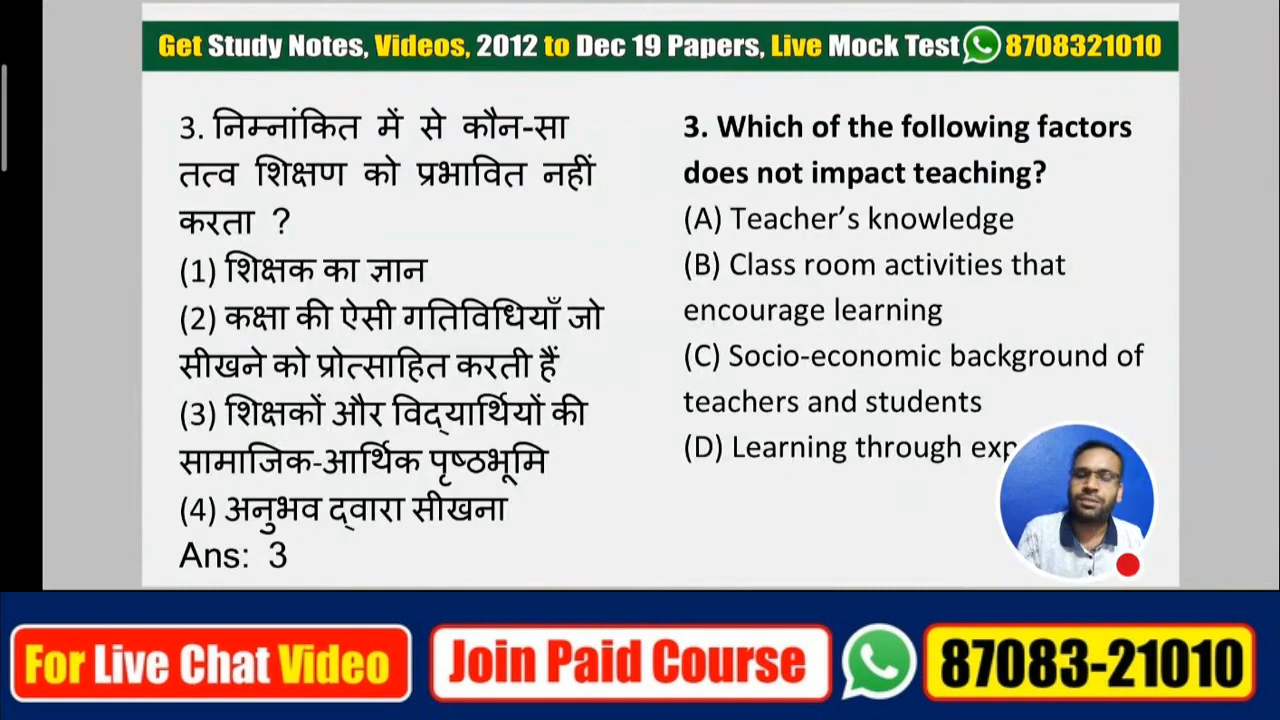 Get Study Notes, Videos, 2012 to Dec 19 Papers, Live Mock Test 8708321010
3. निम्नांकित में से कौन-सा
तत्व शिक्षण को प्रभावित नहीं
करता ?
(1) शिक्षक का ज्ञान
(2) कक्षा की ऐसी गतिविधियाँ जो
सीखने को प्रोत्साहित करती हैं
(3) शिक्षकों और विद्यार्थियों की
सामाजिक-आर्थिक पृष्ठभूमि
(4) अनुभव द्वारा सीखना
Ans: 3
3. Which of the following factors
does not impact teaching?
(A) Teacher’s knowledge
(B) Class room activities that
encourage learning
(C) Socio-economic background of
teachers and students
(D) Learning through
For Live Chat Video
Join Paid Course
87083-21010